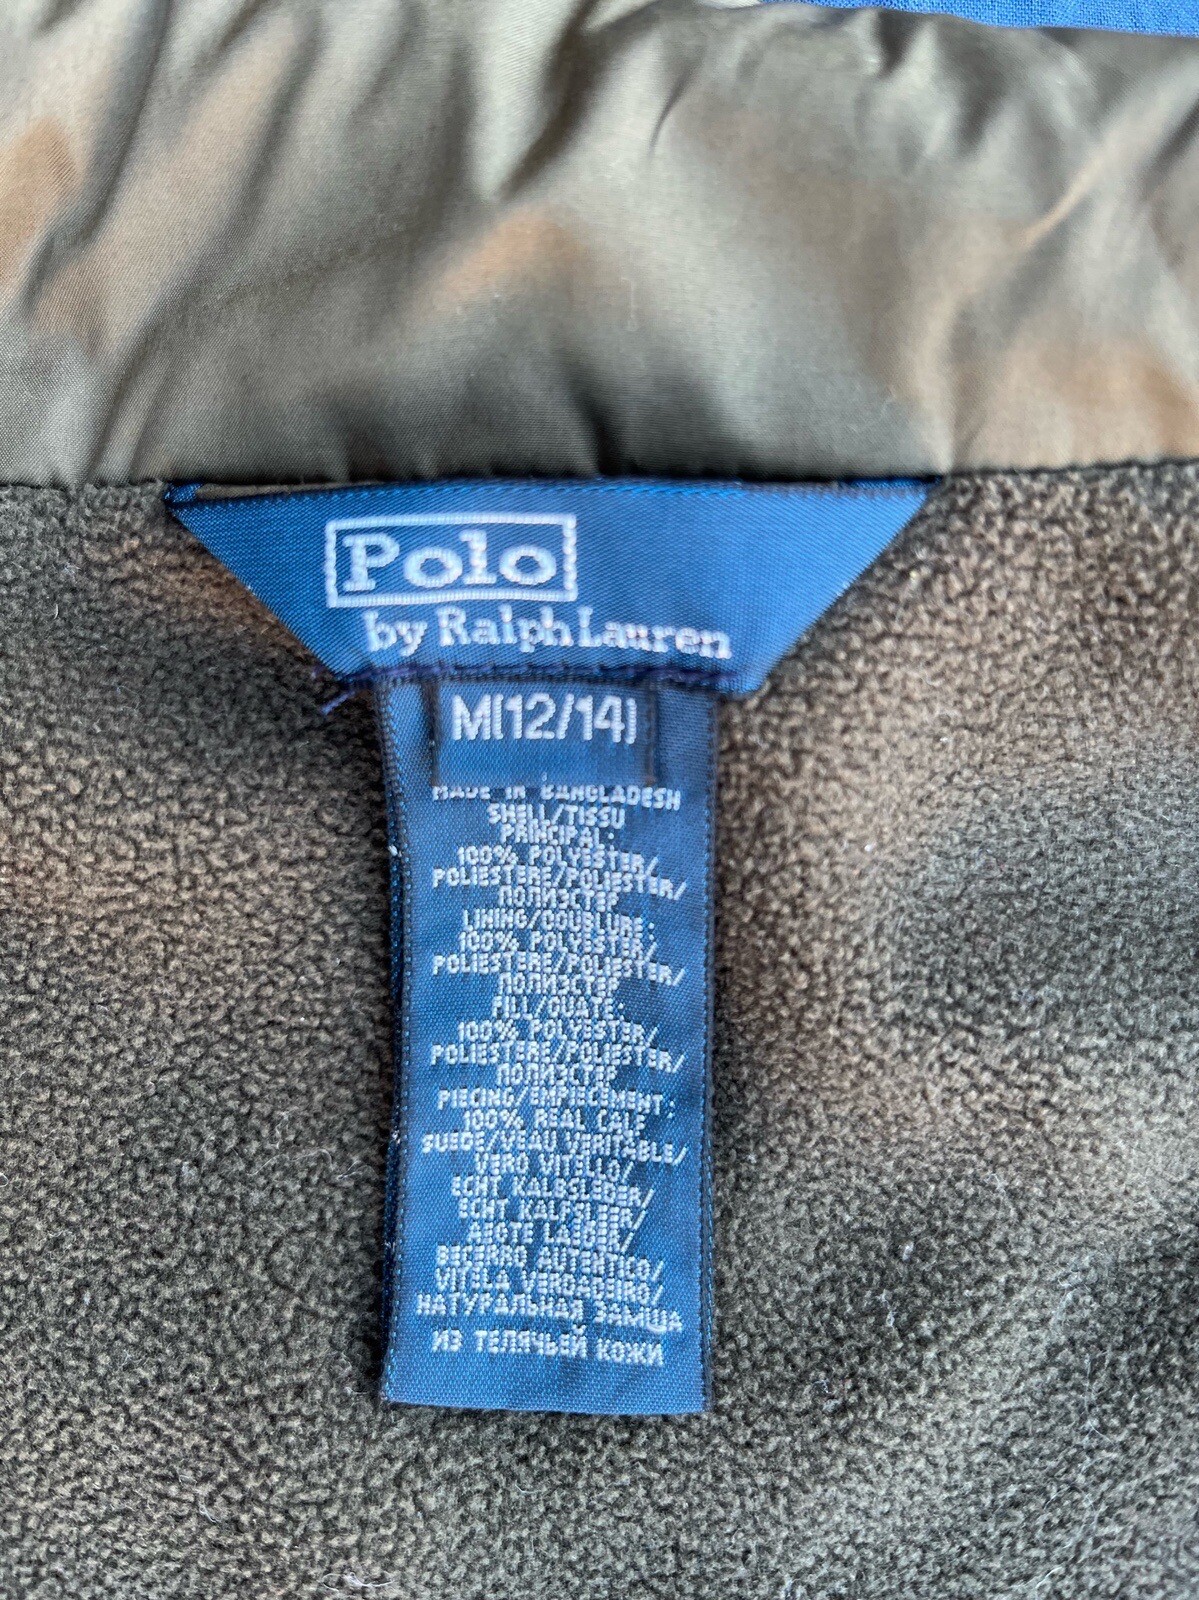 Polo
by Ralph Lauren
M(12/14)
MADE IN BANGLADESH
SHELL/TISSU
PRINCIPAL:
100% POLYESTER/
POLIESTERE/POLIESTER/
ПОЛИЭСТЕР
LINING/DOUBLURE:
100% POLYESTER/
POLIESTERE/POLIESTER/
ПОЛИЭСТЕР
FILL/OUATE:
100% POLYESTER/
POLIESTERE/POLIESTER/
ПОЛИЭСТЕР
PIECING/EMPIECEMENT:
100% REAL CALF
SUEDE/VEAU VERITABLE/
VERO VITELLO/
ECHT KALBSLEDER/
ECHT KALFSLEER/
BECERRO AUTENTICO/
VITELA VERDADEIRO/
НАТУРАЛЬНАЯ ЗАМША
ИЗ ТЕЛЯЧЬЕЙ КОЖИ